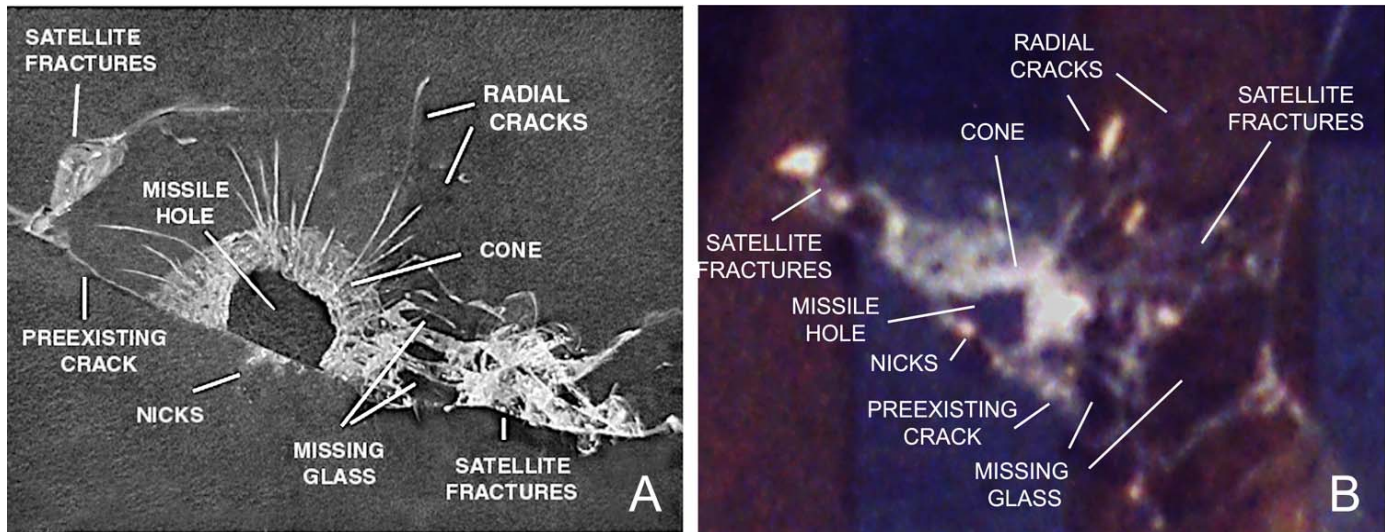 SATELLITE
FRACTURES
RADIAL
CRACKS
MISSILE
HOLE
CONE
PREEXISTING
CRACK
NICKS
MISSING
GLASS
SATELLITE
FRACTURES
A
RADIAL
CRACKS
SATELLITE
FRACTURES
CONE
SATELLITE
FRACTURES
MISSILE
HOLE
NICKS
PREEXISTING
CRACK
MISSING
GLASS
B